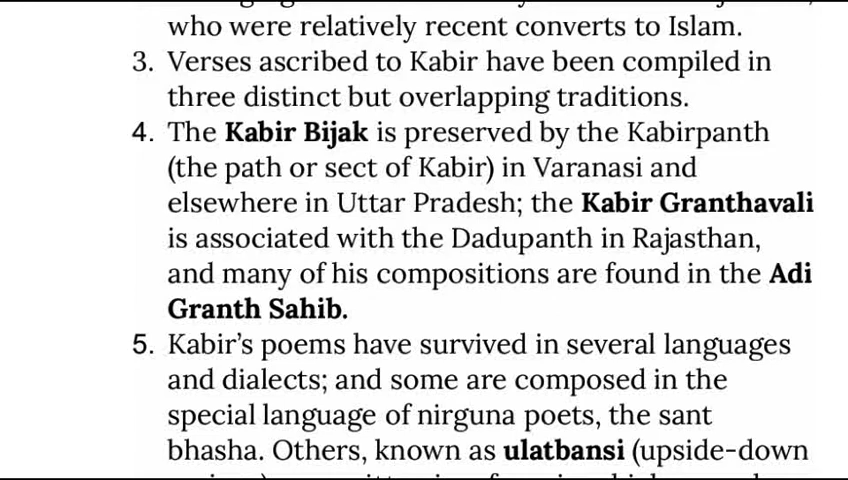 who were relatively recent converts to Islam.
3. Verses ascribed to Kabir have been compiled in
three distinct but overlapping traditions.
4. The Kabir Bijak is preserved by the Kabirpanth
(the path or sect of Kabir) in Varanasi and
elsewhere in Uttar Pradesh; the Kabir Granthavali
is associated with the Dadupanth in Rajasthan,
and many of his compositions are found in the Adi
Granth Sahib.
5. Kabir’s poems have survived in several languages
and dialects; and some are composed in the
special language of nirguna poets, the sant
bhasha. Others, known as ulatbansi (upside-down